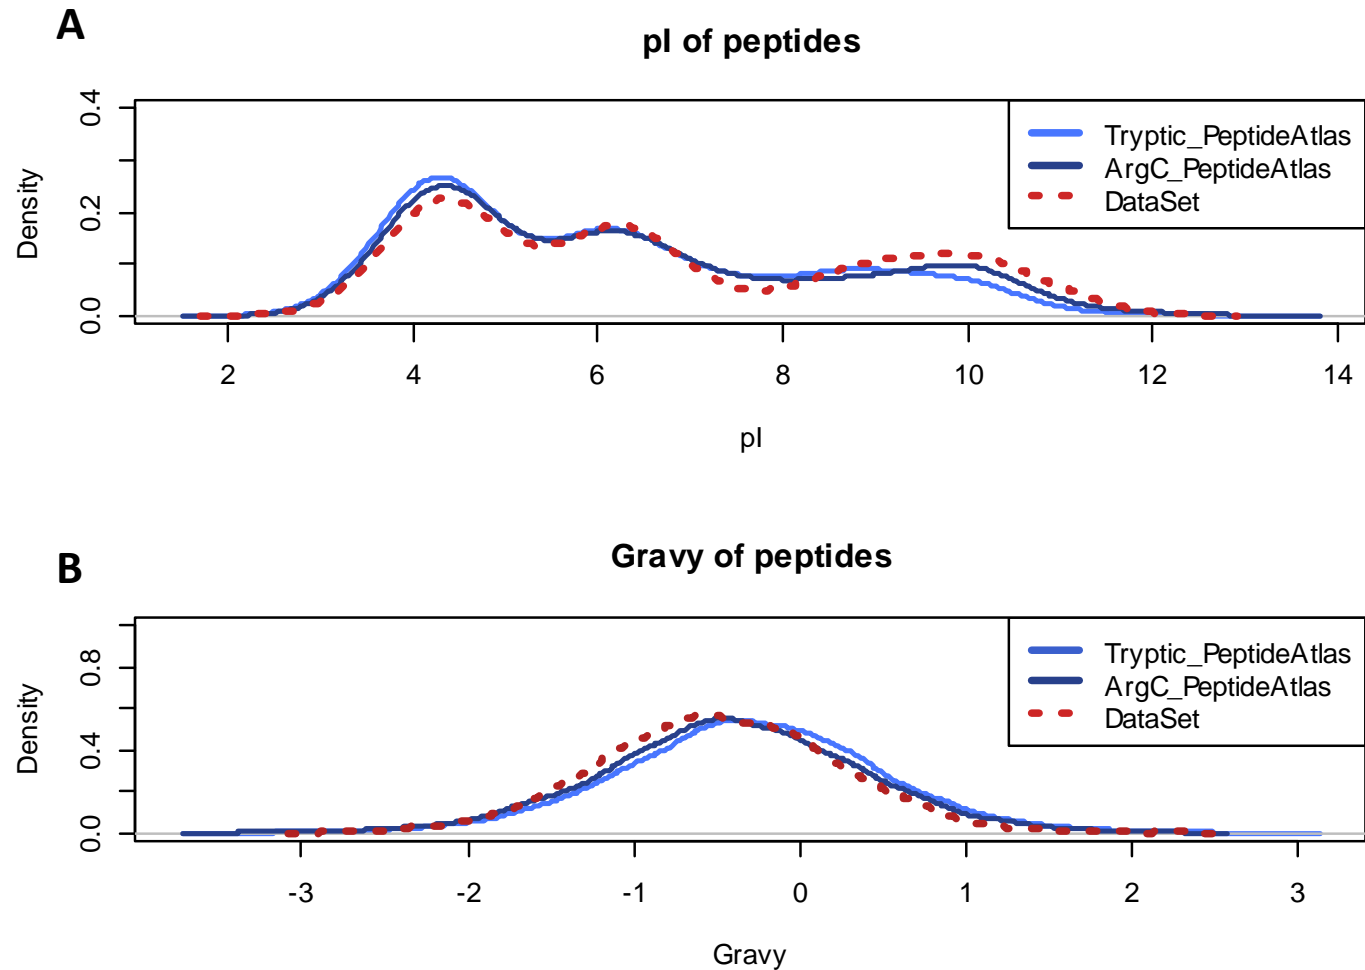 A
pI of peptides
Density
0.0
0.2
0.4
Tryptic_PeptideAtlas
ArgC_PeptideAtlas
DataSet
2 4 6 8 10 12 14
pI
B
Gravy of peptides
Density
0.0
0.4
0.8
Tryptic_PeptideAtlas
ArgC_PeptideAtlas
DataSet
-3 -2 -1 0 1 2 3
Gravy